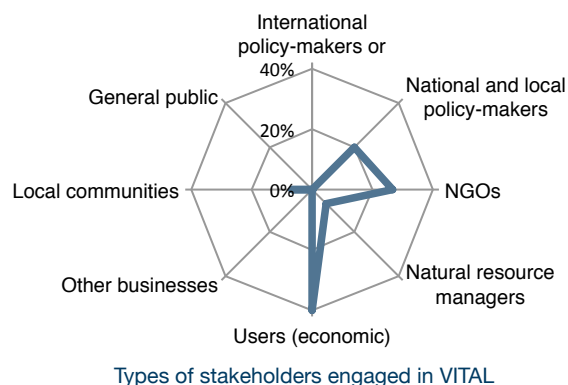 International
policy-makers or
40%
National and local
policy-makers
General public
20%
Local communities
0%
NGOs
Other businesses
Natural resource
managers
Users (economic)
Types of stakeholders engaged in VITAL